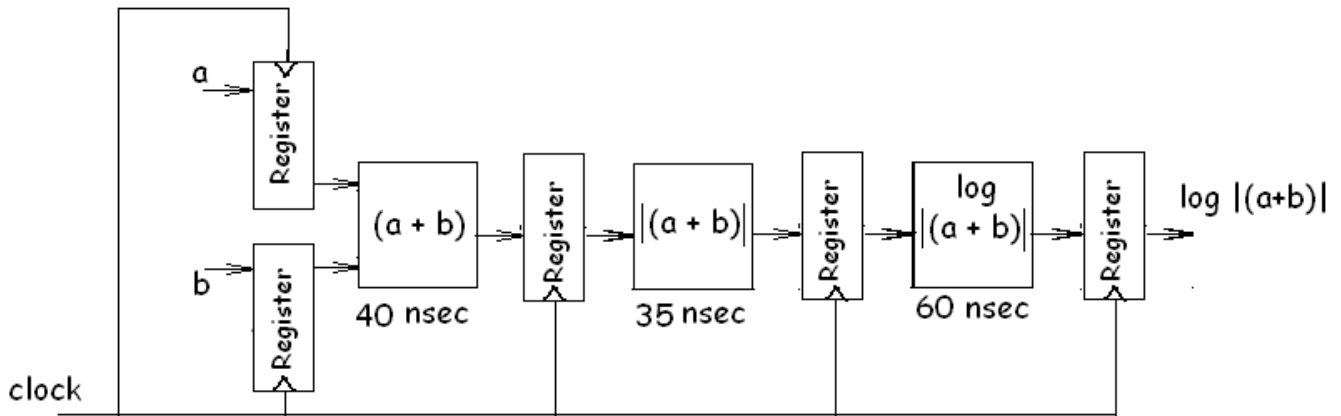 a
Register
(a + b)
40 nsec
Register
|(a + b)|
35 nsec
Register
log
|(a + b)|
60 nsec
Register
log |(a+b)|
b
Register
clock